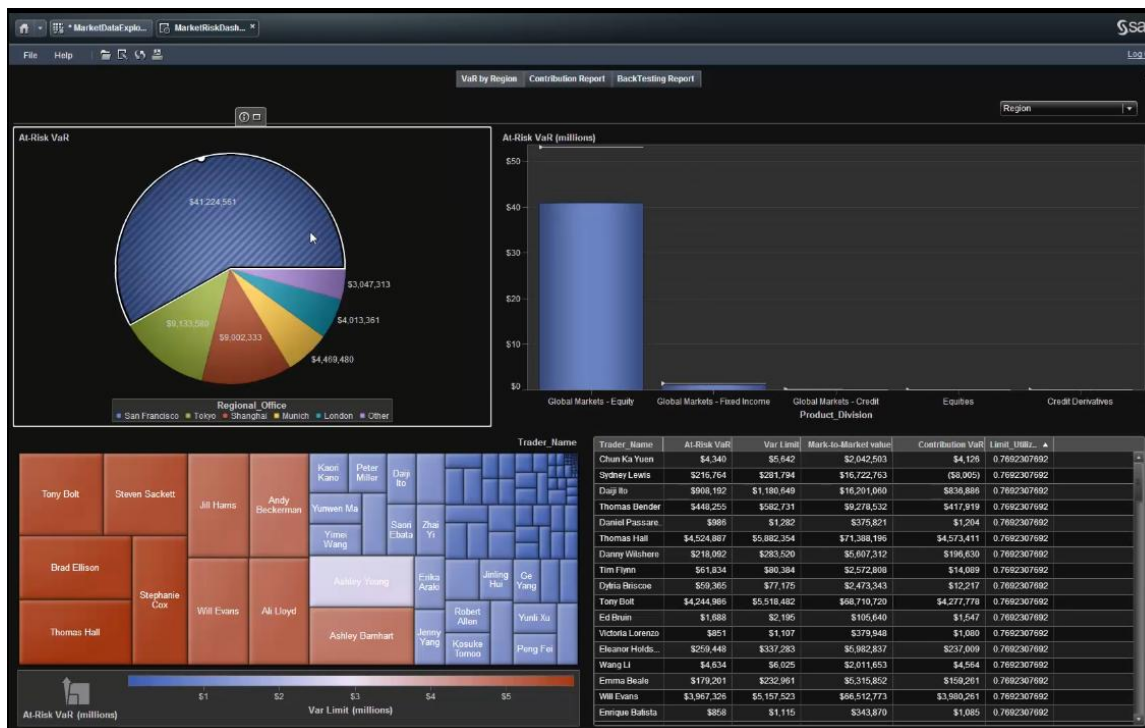 * MarketDataExplo...
MarketRiskDash... ×
Ssa
File
Help
Log
VaR by Region
Contribution Report
BackTesting Report
Region
At-Risk VaR
$41,224,561
$9,133,580
$9,002,333
$4,469,480
$4,013,361
$3,047,313
Regional_Office
San Francisco
Tokyo
Shanghai
Munich
London
Other
At-Risk VaR (millions)
$50
$40
$30
$20
$10
$0
Global Markets - Equity
Global Markets - Fixed Income
Global Markets - Credit
Equities
Credit Derivatives
Product_Division
Trader_Name
Tony Bolt
Steven Sackett
Jill Harris
Andy Beckerman
Kaori Kano
Peter Miller
Daiji Ito
Yunwen Ma
Yimei Wang
Saori Ebata
Zhai Yi
Brad Ellison
Stephanie Cox
Thomas Hall
Will Evans
Ali Lloyd
Ashley Young
Ashley Barnhart
Erika Araki
Jenny Yang
Jinling Hui
Ge Yang
Robert Allen
Kosuke Tomoo
Yunli Xu
Peng Fei
At-Risk VaR (millions)
$1 $2 $3 $4 $5
Var Limit (millions)
Trader_Name At-Risk VaR Var Limit Mark-to-Market value Contribution VaR Limit_Utiliz...
Chun Ka Yuen $4,340 $5,642 $2,042,503 $4,126 0.7692307692
Sydney Lewis $216,764 $281,794 $16,722,763 ($8,005) 0.7692307692
Daiji Ito $908,192 $1,180,649 $16,201,060 $836,886 0.7692307692
Thomas Bender $448,255 $582,731 $9,278,532 $417,919 0.7692307692
Daniel Passare. $986 $1,282 $375,821 $1,204 0.7692307692
Thomas Hall $4,524,887 $5,882,354 $71,388,196 $4,573,411 0.7692307692
Danny Wilshere $218,092 $283,520 $5,607,312 $196,630 0.7692307692
Tim Flynn $61,834 $80,384 $2,572,808 $14,089 0.7692307692
Dylria Briscoe $59,365 $77,175 $2,473,343 $12,217 0.7692307692
Tony Bolt $4,244,986 $5,518,482 $68,710,720 $4,277,778 0.7692307692
Ed Bruin $1,688 $2,195 $105,640 $1,547 0.7692307692
Victoria Lorenzo $851 $1,107 $379,948 $1,080 0.7692307692
Eleanor Holds... $259,448 $337,283 $5,982,837 $237,009 0.7692307692
Wang Li $4,634 $6,025 $2,011,653 $4,564 0.7692307692
Emma Beale $179,201 $232,961 $5,315,852 $159,261 0.7692307692
Will Evans $3,967,326 $5,157,523 $66,512,773 $3,980,261 0.7692307692
Enrique Batista $858 $1,115 $343,870 $1,085 0.7692307692